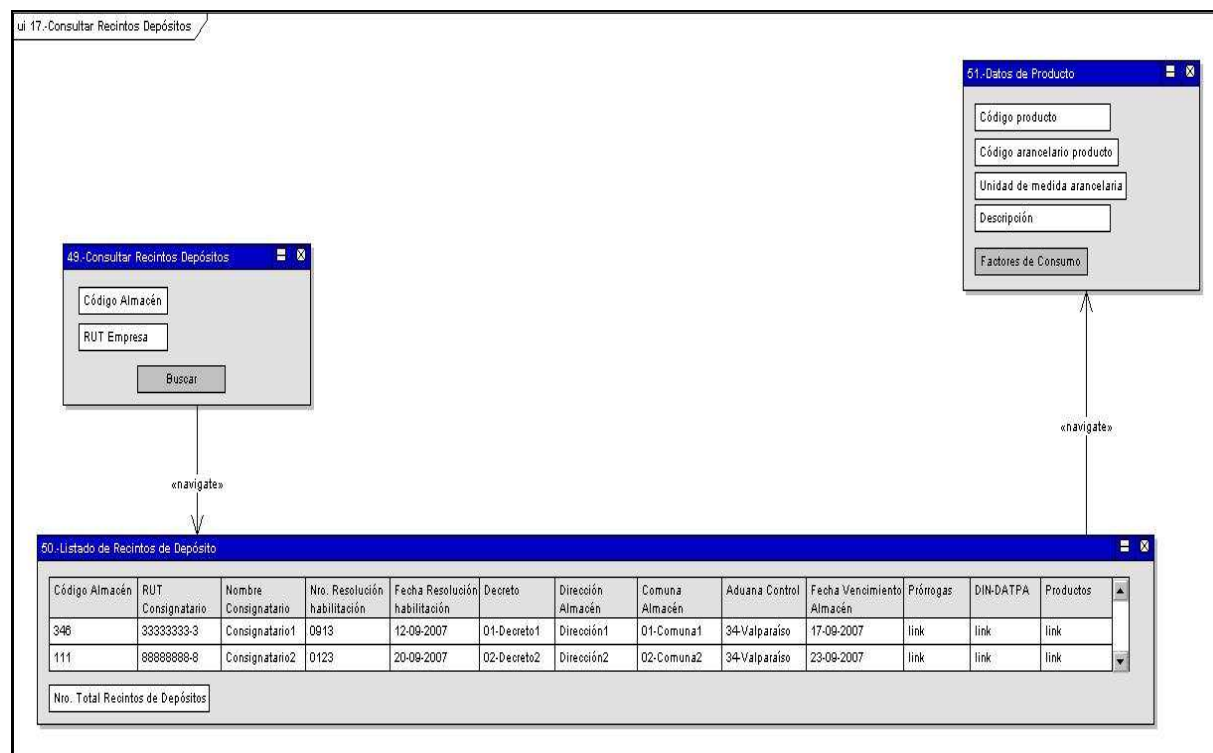 ui 17.-Consultar Recintos Depósitos
51.-Datos de Producto
Código producto
Código arancelario producto
Unidad de medida arancelaria
Descripción
Factores de Consumo
49.-Consultar Recintos Depósitos
Código Almacén
RUT Empresa
Buscar
«navigate»
«navigate»
50.-Listado de Recintos de Depósito
Código Almacén RUT Consignatario Nombre Consignatario Nro. Resolución habilitación Fecha Resolución habilitación Decreto Dirección Almacén Comuna Almacén Aduana Control Fecha Vencimiento Almacén Prórrogas DIN-DATPA Productos
346 33333333-3 Consignatario1 0913 12-09-2007 01-Decreto1 Dirección1 01-Comuna1 34-Valparaíso 17-09-2007 link link link
111 88888888-8 Consignatario2 0123 20-09-2007 02-Decreto2 Dirección2 02-Comuna2 34-Valparaíso 23-09-2007 link link link
Nro. Total Recintos de Depósitos